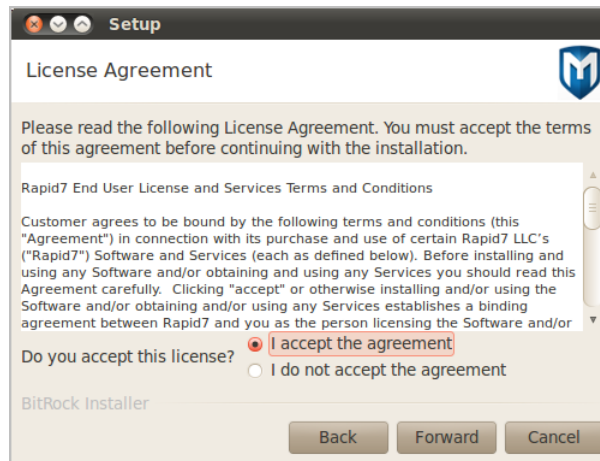 Setup
License Agreement
Please read the following License Agreement. You must accept the terms
of this agreement before continuing with the installation.
Rapid7 End User License and Services Terms and Conditions
Customer agrees to be bound by the following terms and conditions (this
"Agreement") in connection with its purchase and use of certain Rapid7 LLC's
("Rapid7") Software and Services (each as defined below). Before installing and
using any Software and/or obtaining and using any Services you should read this
Agreement carefully.  Clicking "accept" or otherwise installing and/or using the
Software and/or obtaining and/or using any Services establishes a binding
agreement between Rapid7 and you as the person licensing the Software and/or
Do you accept this license?
I accept the agreement
I do not accept the agreement
BitRock Installer
Back Forward Cancel